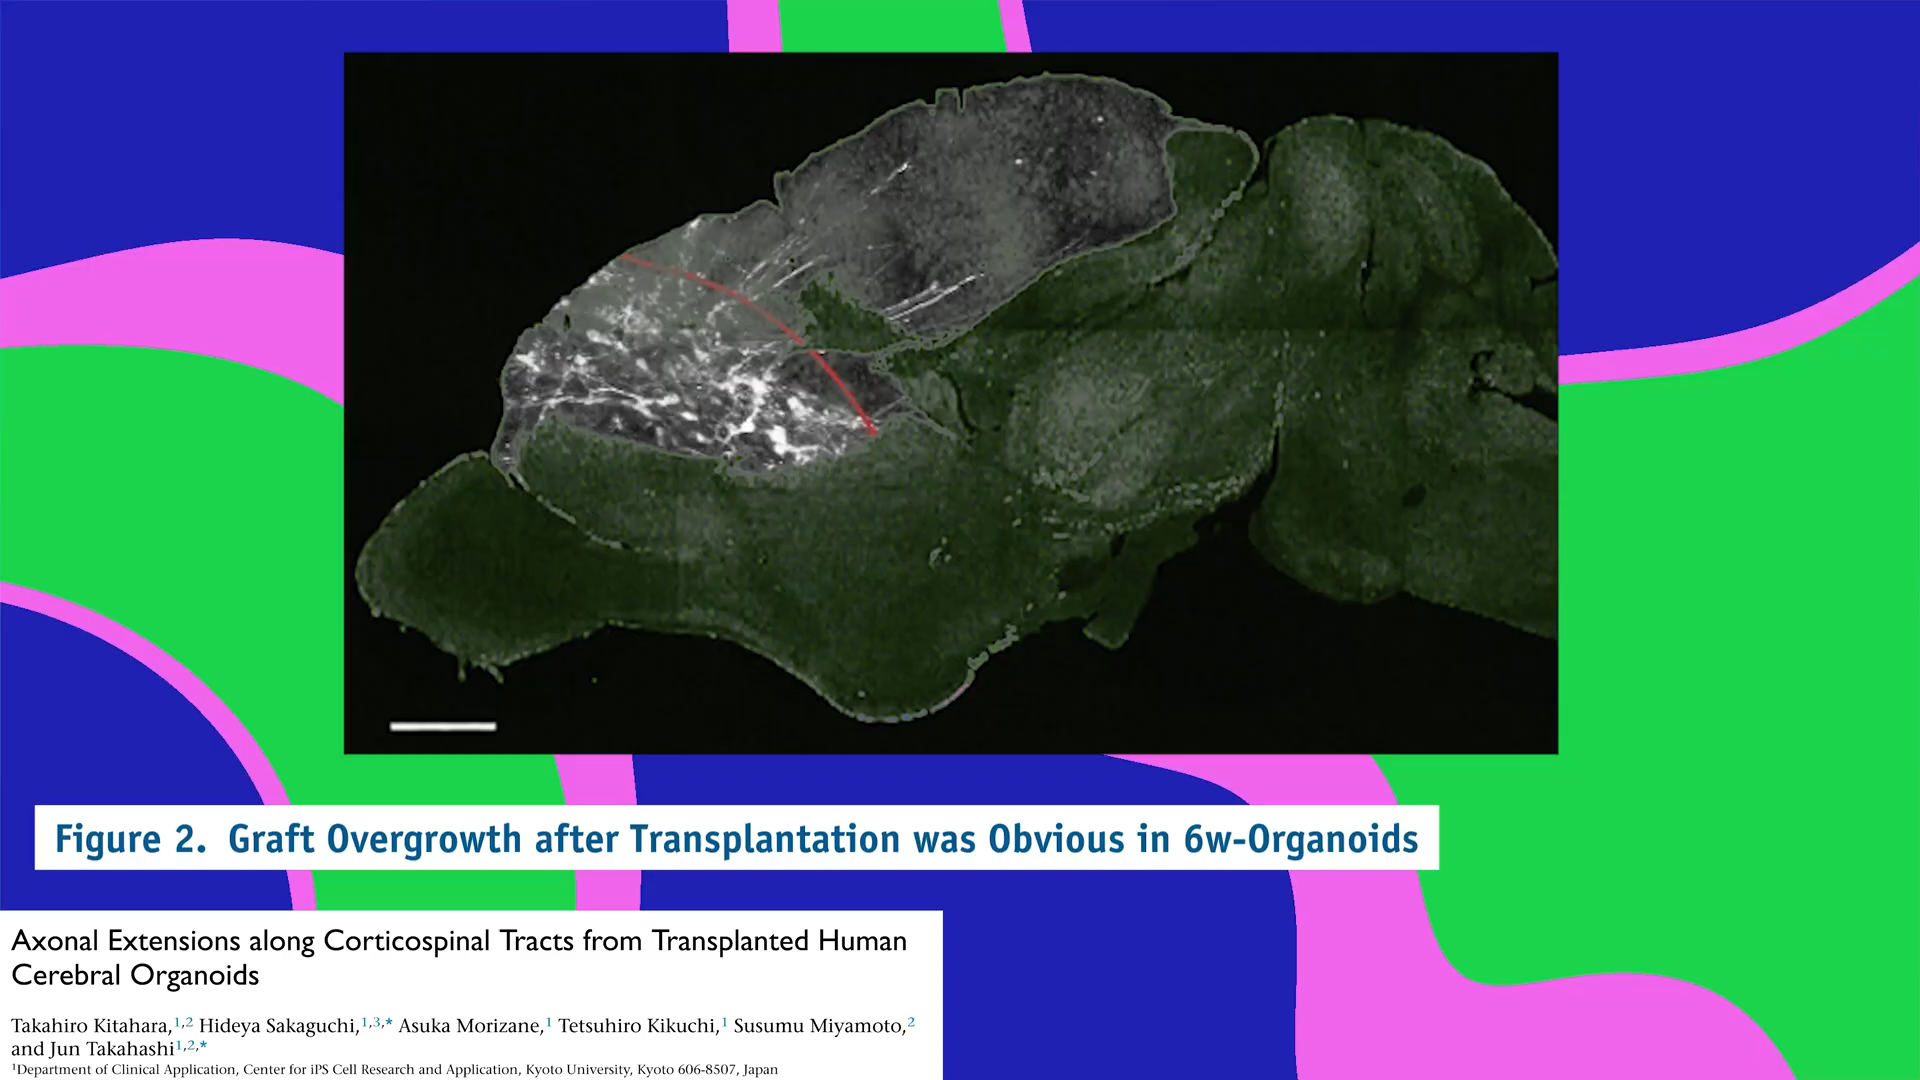 Figure 2. Graft Overgrowth after Transplantation was Obvious in 6w-Organoids
Axonal Extensions along Corticospinal Tracts from Transplanted Human
Cerebral Organoids
Takahiro Kitahara,1,2 Hideya Sakaguchi,1,3,* Asuka Morizane,1 Tetsuhiro Kikuchi,1 Susumu Miyamoto,2
and Jun Takahashi1,2,*
1Department of Clinical Application, Center for iPS Cell Research and Application, Kyoto University, Kyoto 606-8507, Japan